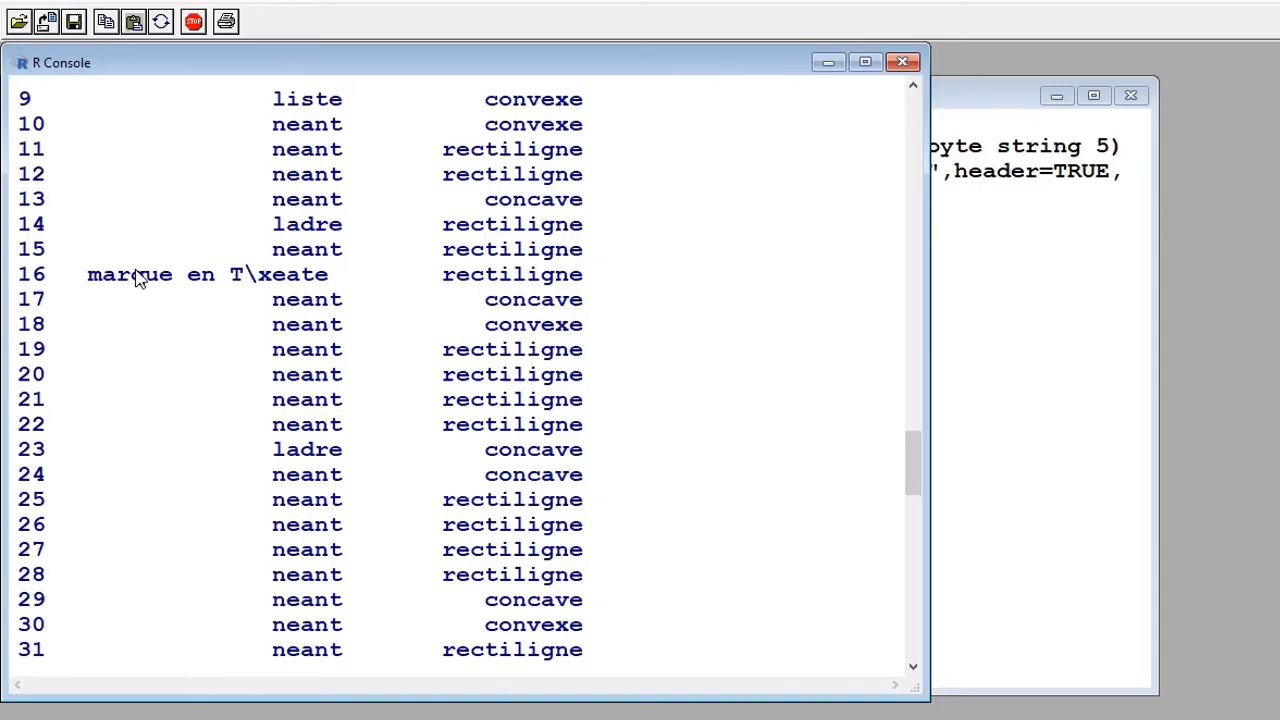 R Console
9 liste convexe
10 neant convexe
11 neant rectiligne
12 neant rectiligne
13 neant concave
14 ladre rectiligne
15 neant rectiligne
16 marque en T\xeate rectiligne
17 neant concave
18 neant convexe
19 neant rectiligne
20 neant rectiligne
21 neant rectiligne
22 neant rectiligne
23 ladre concave
24 neant concave
25 neant rectiligne
26 neant rectiligne
27 neant rectiligne
28 neant rectiligne
29 neant concave
30 neant convexe
31 neant rectiligne
byte string 5)
",header=TRUE,
STOP